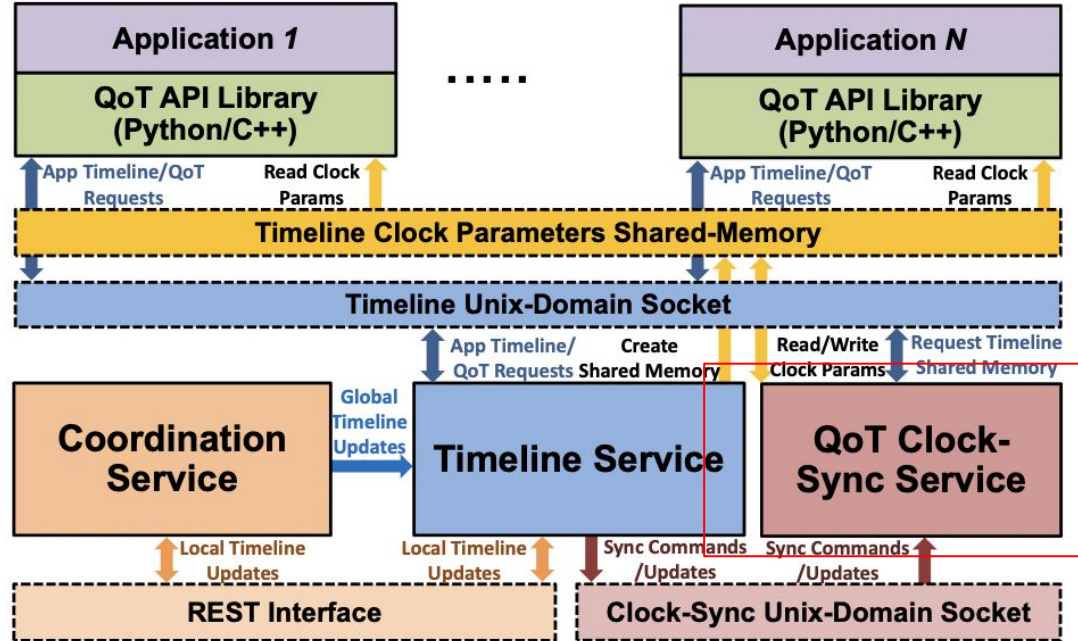 Application 1
QoT API Library
(Python/C++)
.....
Application N
QoT API Library
(Python/C++)
App Timeline/QoT
Requests
Read Clock
Params
App Timeline/QoT
Requests
Read Clock
Params
Timeline Clock Parameters Shared-Memory
Timeline Unix-Domain Socket
App Timeline/
QoT Requests
Create
Shared Memory
Read/Write
Clock Params
Request Timeline
Shared Memory
Coordination
Service
Global
Timeline
Updates
Timeline Service
QoT Clock-
Sync Service
Local Timeline
Updates
Local Timeline
Updates
Sync Commands
/Updates
Sync Commands
/Updates
REST Interface
Clock-Sync Unix-Domain Socket